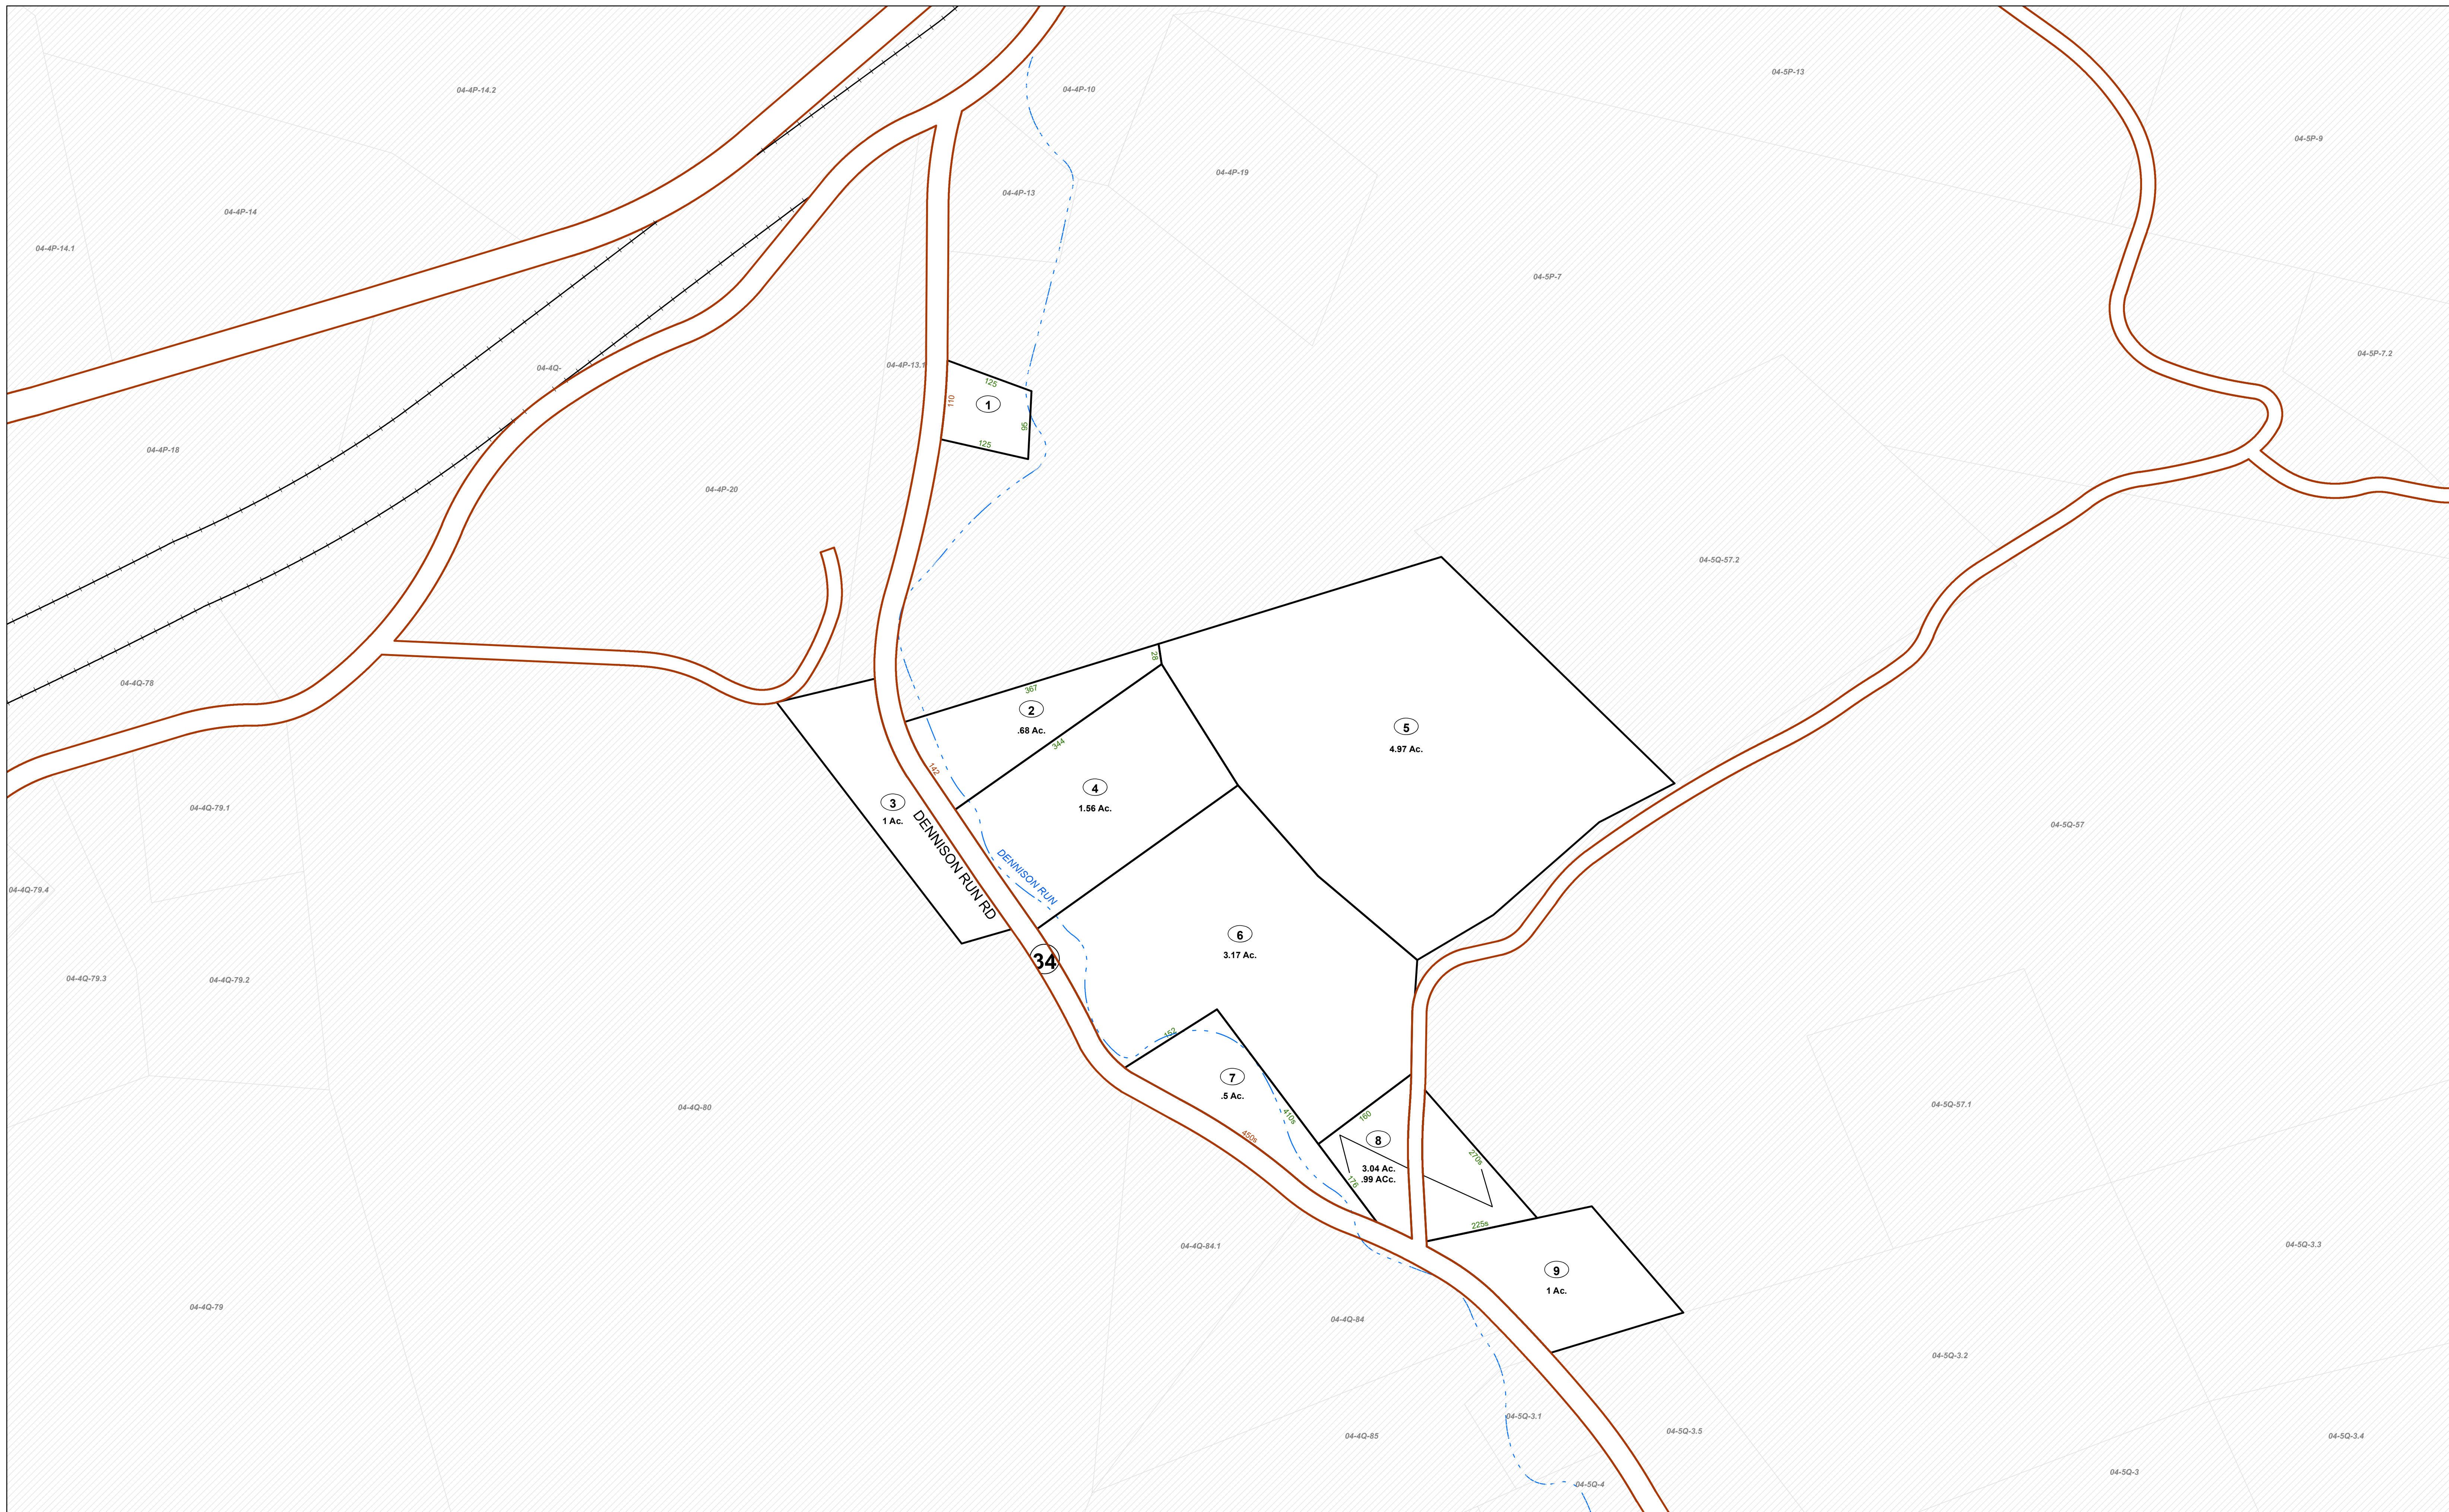 04-5P-13
04-4P-14.2
04-4P-10
04-5P-9
04-4P-19
04-4P-13
04-4P-14
04-4P-14.1
04-5P-7
04-5P-7.2
04-4P-13.1
04-4Q-
125
110
1
95
125
04-4P-18
04-4P-20
04-5Q-57.2
28
04-4Q-78
367
2
.68 Ac.
5
4.97 Ac.
344
142
4
1.56 Ac.
3
1 Ac.
04-4Q-79.1
04-5Q-57
DENNISON RUN RD
DENNISON RUN
04-4Q-79.4
6
3.17 Ac.
34
04-4Q-79.3
04-4Q-79.2
152
7
.5 Ac.
04-4Q-80
04-5Q-57.1
410s
160
450s
8
3.04 Ac.
.99 ACc.
270s
176
225s
04-4Q-84.1
04-5Q-3.3
9
1 Ac.
04-4Q-79
04-4Q-84
04-5Q-3.2
04-5Q-3.1
04-5Q-3.5
04-4Q-85
04-5Q-3.4
04-5Q-3
04-5Q-4